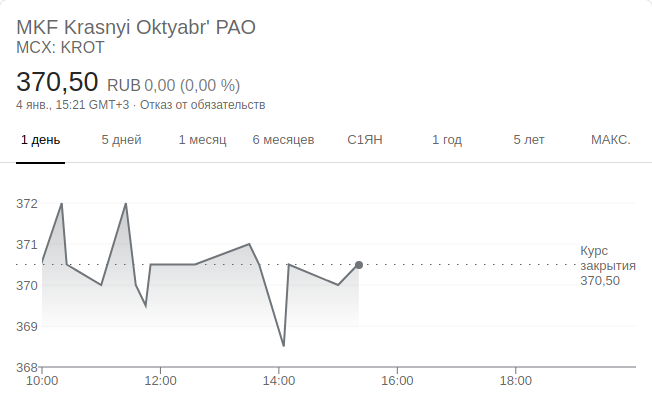 MKF Krasnyi Oktyabr' PAO
MCX: KROT
370,50 RUB 0,00 (0,00 %)
4 янв., 15:21 GMT+3 · Отказ от обязательств
1 день 5 дней 1 месяц 6 месяцев С1ЯН 1 год 5 лет МАКС.
372
371
Курс
закрытия
370,50
370
369
368
10:00 12:00 14:00 16:00 18:00